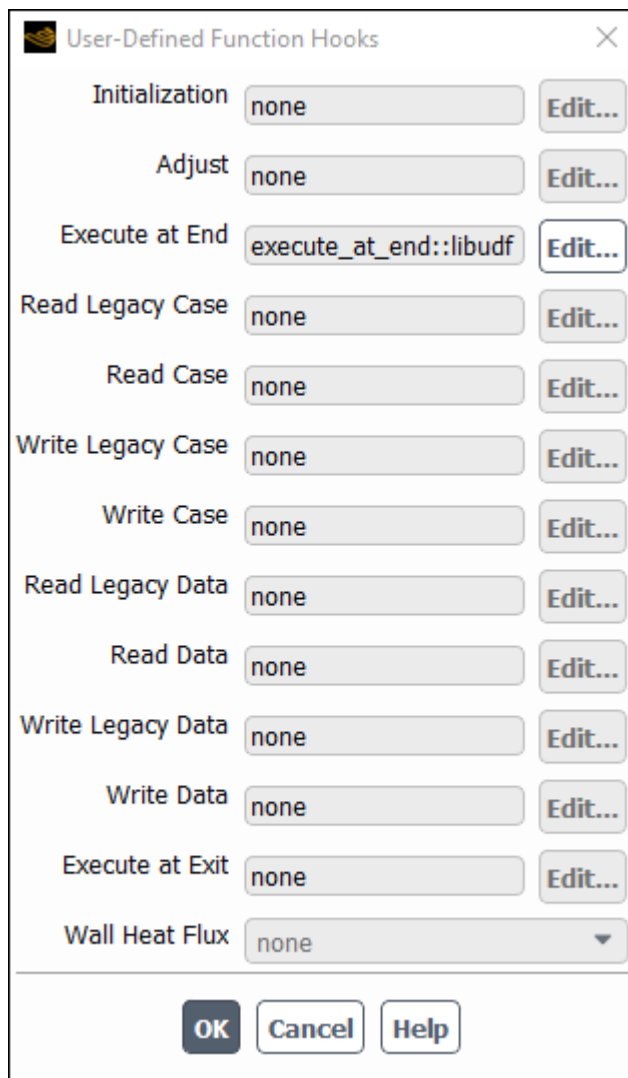 User-Defined Function Hooks
Initialization none Edit...
Adjust none Edit...
Execute at End execute_at_end::libudf Edit...
Read Legacy Case none Edit...
Read Case none Edit...
Write Legacy Case none Edit...
Write Case none Edit...
Read Legacy Data none Edit...
Read Data none Edit...
Write Legacy Data none Edit...
Write Data none Edit...
Execute at Exit none Edit...
Wall Heat Flux none
OK Cancel Help